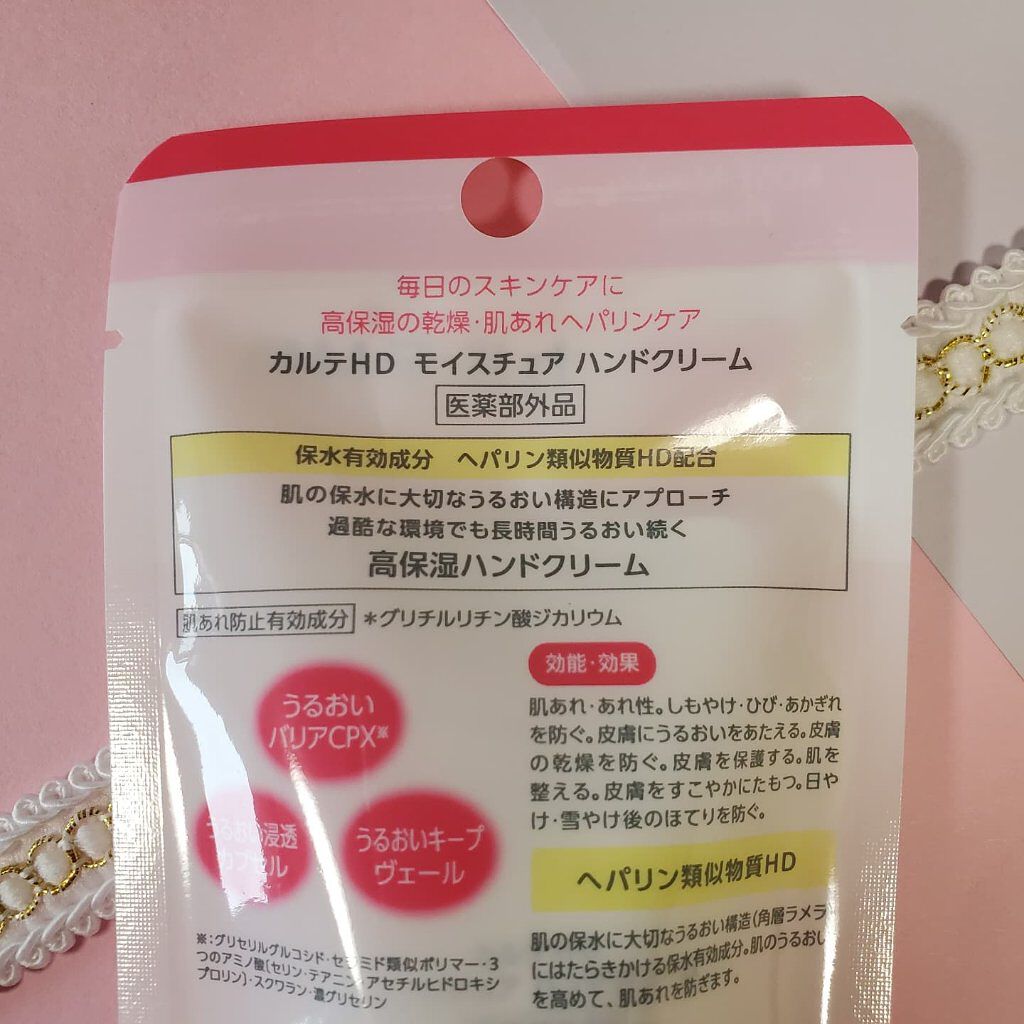 毎日のスキンケアに
高保湿の乾燥・肌あれヘパリンケア
カルテHD モイスチュア ハンドクリーム
医薬部外品
保水有効成分 ヘパリン類似物質HD配合
肌の保水に大切なうるおい構造にアプローチ
過酷な環境でも長時間うるおい続く
高保湿ハンドクリーム
肌あれ防止有効成分 *グリチルリチン酸ジカリウム
うるおい
バリアCPX※
うるおい浸透
カプセル
うるおいキープ
ヴェール
※:グリセリルグルコシド・セラミド類似ポリマー・3
つのアミノ酸[セリン・テアニン・アセチルヒドロキシ
プロリン]・スクワラン・濃グリセリン
効能・効果
肌あれ・あれ性。しもやけ・ひび・あかぎれ
を防ぐ。皮膚にうるおいをあたえる。皮膚
の乾燥を防ぐ。皮膚を保護する。肌を
整える。皮膚をすこやかにたもつ。日や
け・雪やけ後のほてりを防ぐ。
ヘパリン類似物質HD
肌の保水に大切なうるおい構造(角層ラメラ
にはたらきかける保水有効成分。肌のうるおい
を高めて、肌あれを防ぎます。